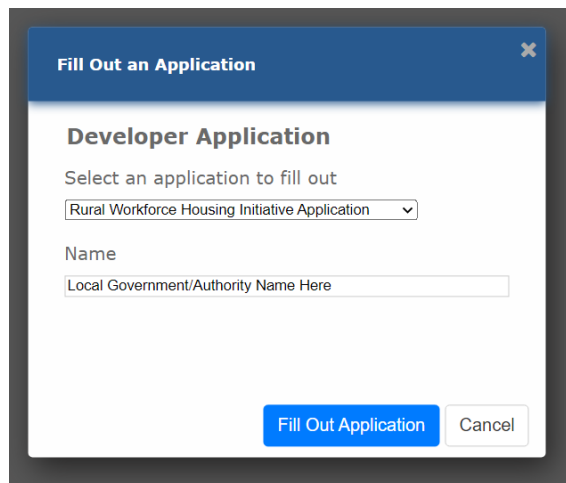 Fill Out an Application
Developer Application
Select an application to fill out
Rural Workforce Housing Initiative Application
Name
Local Government/Authority Name Here
Fill Out Application
Cancel